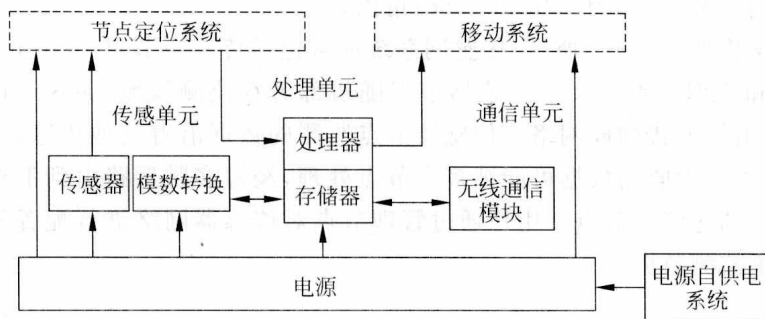 节点定位系统
移动系统
处理单元
传感单元
通信单元
处理器
传感器
模数转换
存储器
无线通信
模块
电源
电源自供电
系统